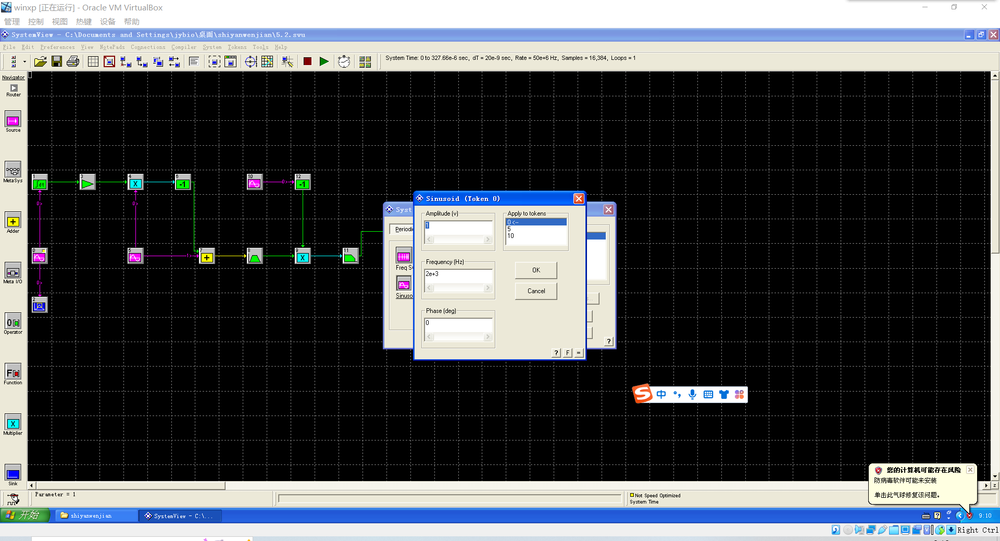 winxp [正在运行] - Oracle VM VirtualBox
管理 控制 视图 热键 设备 帮助
SystemView - C:\Documents and Settings\jybio\桌面\shiyanwenjian\5.2.svu
File Edit Preferences View NotePads Connections Compiler System Tokens Tools Help
System Time: 0 to 327.66e-6 sec, dT = 20e-9 sec, Rate = 50e+6 Hz, Samples = 16,384, Loops = 1
Navigator
Router
Source
MetaSys
Adder
Meta I/O
Operator
Function
Multiplier
Sink
1
∫dt
3
4
X
6
-1
10
0>
12
-1
0>
0>
0
5
1>
7
+
8
9
X
11
0>
2
Syst
Periodi
Freq S
Sinuso
s...
?
Sinusoid (Token 0)
Amplitude (v)
1
Apply to tokens
0 <--
5
10
Frequency (Hz)
2e+3
OK
Cancel
Phase (deg)
0
? F =
中
您的计算机可能存在风险
防病毒软件可能未安装
单击此气球修复该问题。
z
Parameter = 1
Not Speed Optimized
System Time
开始
shiyanwenjian
SystemView - C:\...
9:10
Right Ctrl